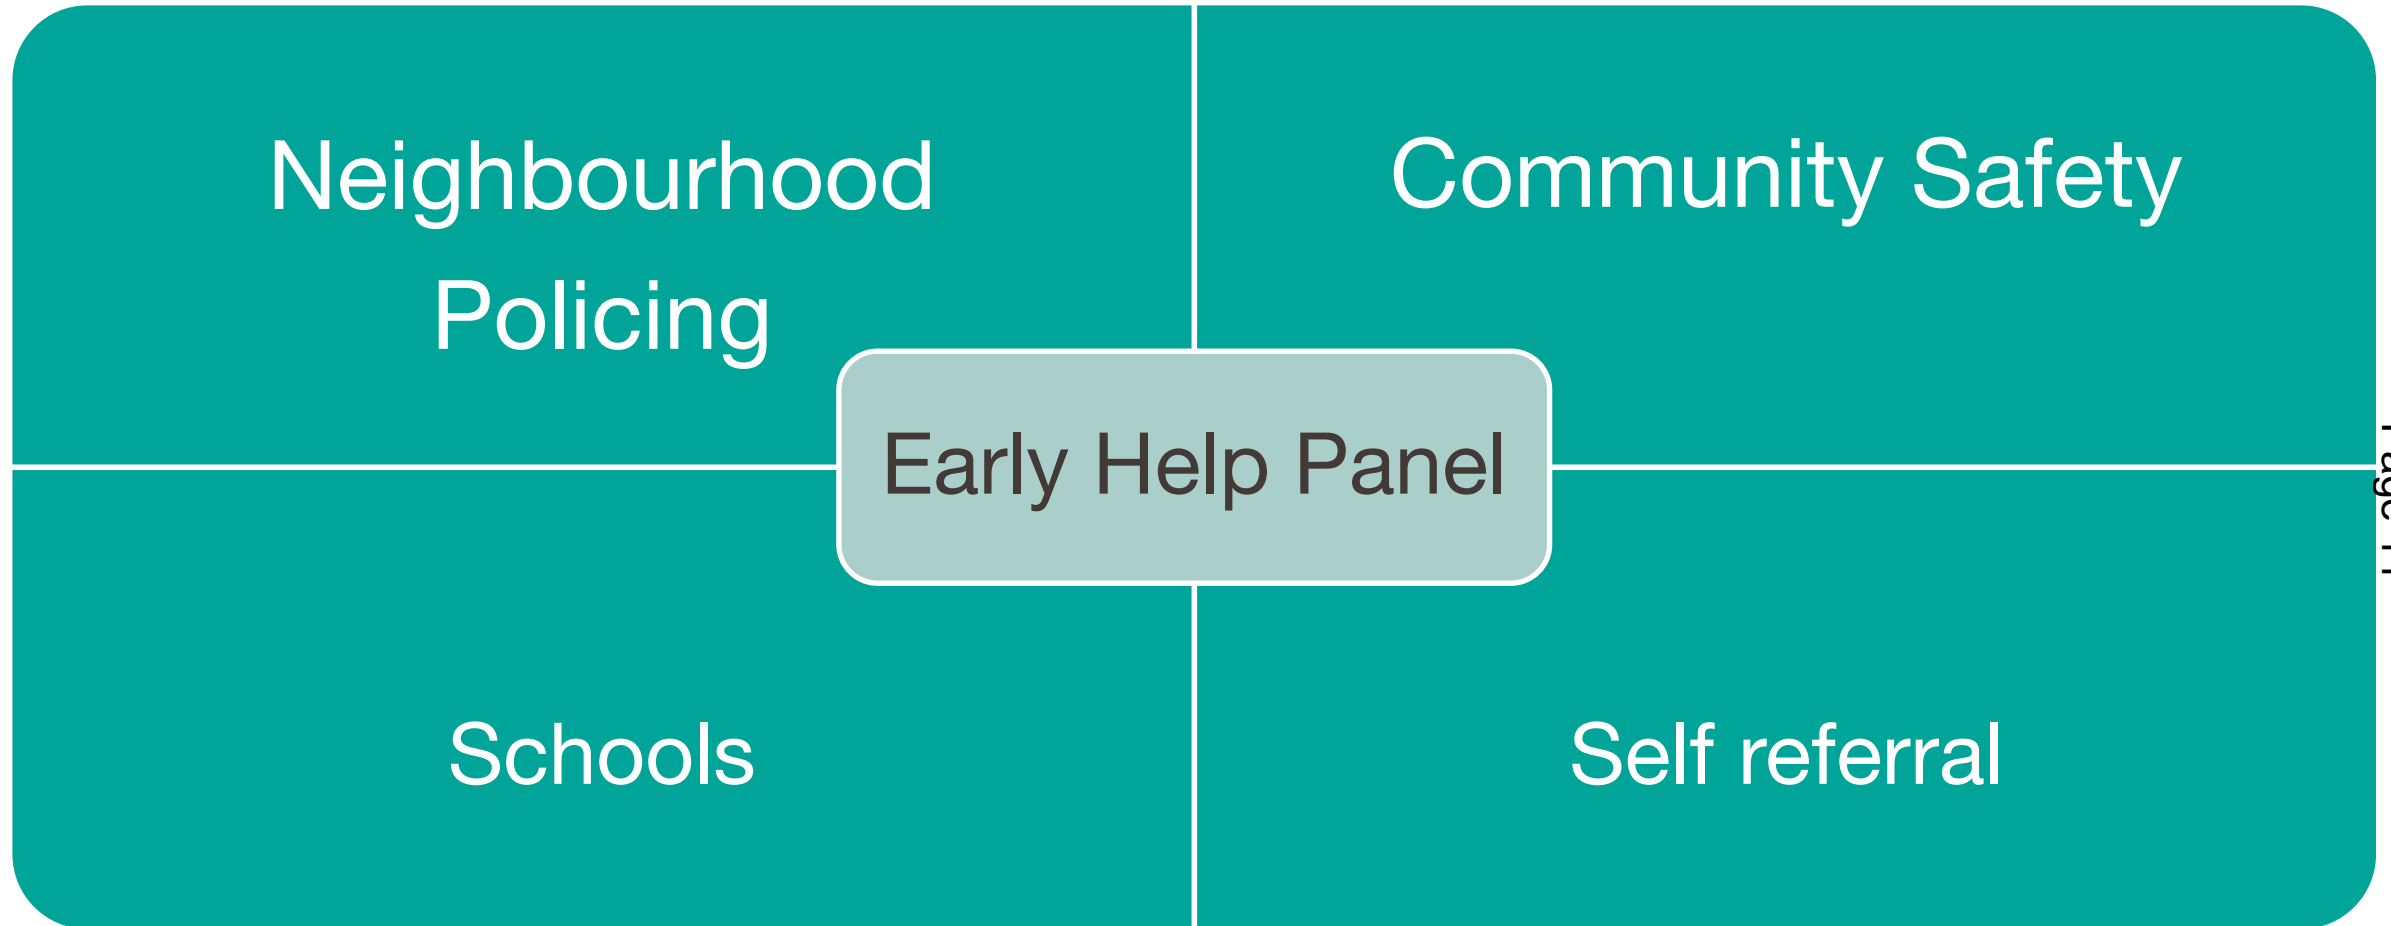 Neighbourhood
Policing
Community Safety
Early Help Panel
Schools
Self referral